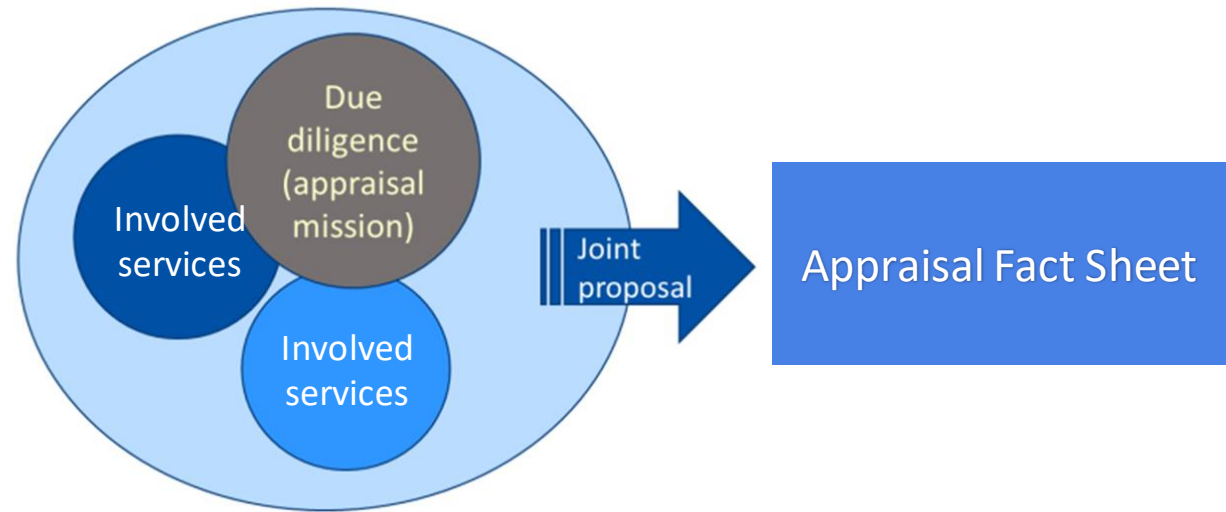 Due
diligence
(appraisal
mission)
Involved
services
Involved
services
Joint
proposal
Appraisal Fact Sheet